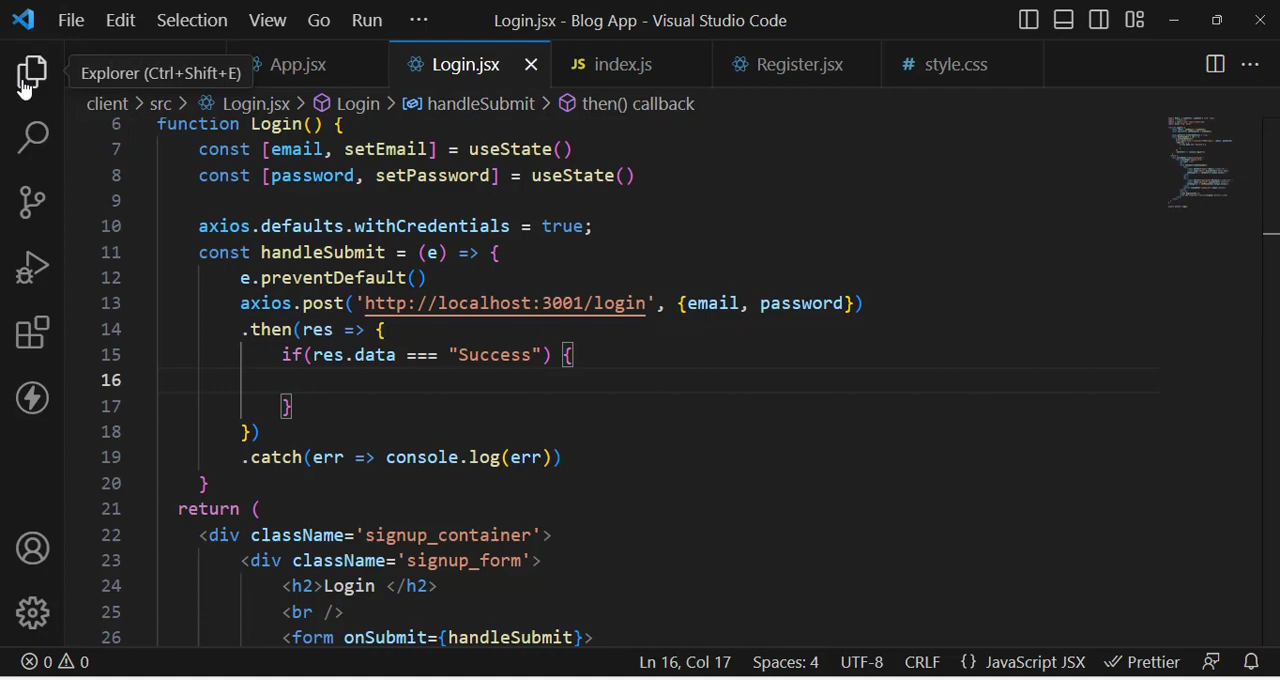 File Edit Selection View Go Run ··· Login.jsx - Blog App - Visual Studio Code
Explorer (Ctrl+Shift+E) App.jsx Login.jsx JS index.js Register.jsx # style.css ···
client > src > Login.jsx > Login > handleSubmit > then() callback
6 function Login() {
7 const [email, setEmail] = useState()
8 const [password, setPassword] = useState()
9
10 axios.defaults.withCredentials = true;
11 const handleSubmit = (e) => {
12 e.preventDefault()
13 axios.post('http://localhost:3001/login', {email, password})
14 .then(res => {
15 if(res.data === "Success") {
16
17 }
18 })
19 .catch(err => console.log(err))
20 }
21 return (
22 <div className='signup_container'>
23 <div className='signup_form'>
24 <h2>Login </h2>
25 <br />
26 <form onSubmit={handleSubmit}>
0 0 Ln 16, Col 17 Spaces: 4 UTF-8 CRLF {} JavaScript JSX Prettier